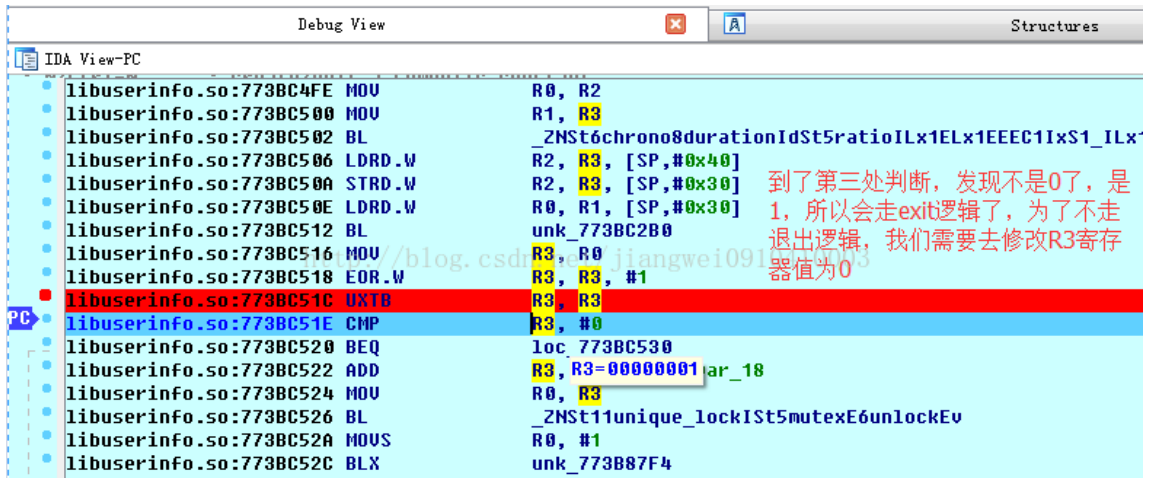 Debug View
Structures
IDA View-PC
libuserinfo.so:773BC4FE MOV R0, R2
libuserinfo.so:773BC500 MOV R1, R3
libuserinfo.so:773BC502 BL _ZNSt6chrono8durationIdSt5ratioILx1ELx1EEEC1IxS1_ILx1
libuserinfo.so:773BC506 LDRD.W R2, R3, [SP,#0x40]
libuserinfo.so:773BC50A STRD.W R2, R3, [SP,#0x30]
libuserinfo.so:773BC50E LDRD.W R0, R1, [SP,#0x30]
libuserinfo.so:773BC512 BL unk_773BC2B0
libuserinfo.so:773BC516 MOV R3, R0
libuserinfo.so:773BC518 EOR.W R3, R3, #1
libuserinfo.so:773BC51C UXTB R3, R3
PC
libuserinfo.so:773BC51E CMP R3, #0
libuserinfo.so:773BC520 BEQ loc_773BC530
libuserinfo.so:773BC522 ADD R3, R3=00000001 ar_18
libuserinfo.so:773BC524 MOV R0, R3
libuserinfo.so:773BC526 BL _ZNSt11unique_lockISt5mutexE6unlockEv
libuserinfo.so:773BC52A MOVS R0, #1
libuserinfo.so:773BC52C BLX unk_773B87F4
到了第三处判断，发现不是0了，是
1，所以会走exit逻辑了，为了不走
退出逻辑，我们需要去修改R3寄存
器值为0